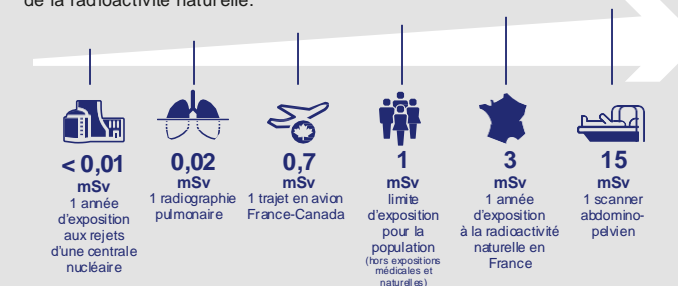 de la radioactivité naturelle.
< 0,01
mSv
1 année
d'exposition
aux rejets
d'une centrale
nucléaire
0,02
mSv
1 radiographie
pulmonaire
0,7
mSv
1 trajet en avion
France-Canada
1
mSv
limite
d'exposition
pour la
population
(hors expositions
médicales et
naturelles)
3
mSv
1 année
d'exposition
à la radioactivité
naturelle en
France
15
mSv
1 scanner
abdomino-
pelvien